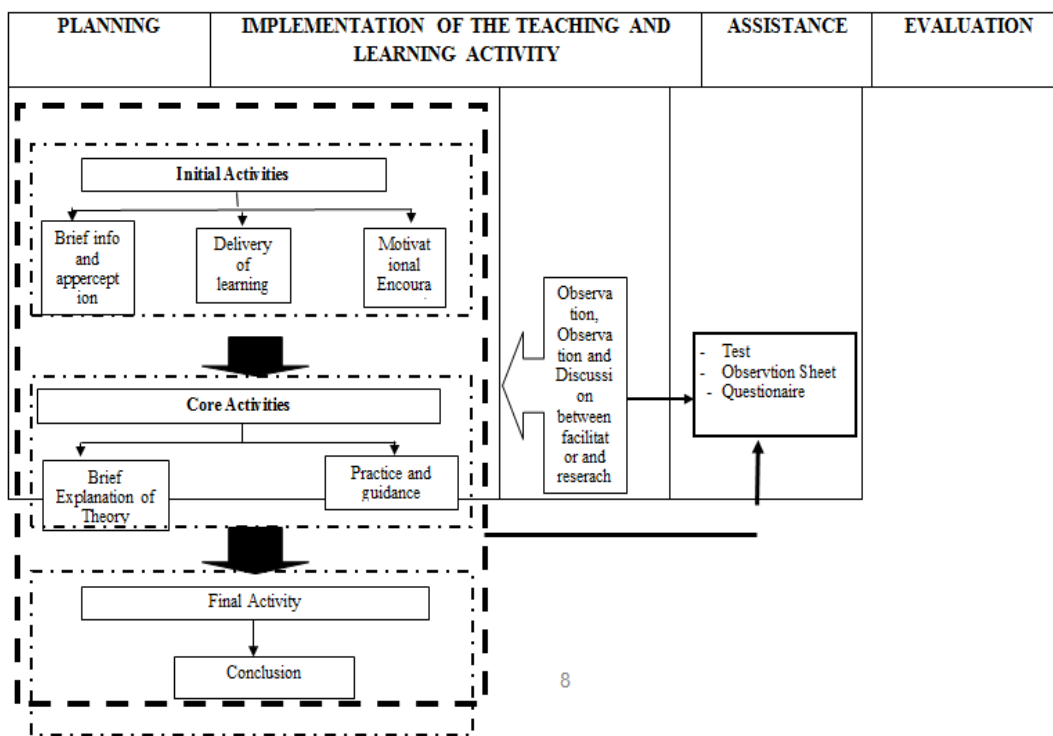 PLANNING
IMPLEMENTATION OF THE TEACHING AND
LEARNING ACTIVITY
ASSISTANCE
EVALUATION
Initial Activities
Brief info
and
appercept
ion
Delivery
of
learning
Motivat
ional
Encoura
Core Activities
Brief
Explanation of
Theory
Practice and
guidance
Final Activity
Conclusion
Observa
tion,
Observa
tion and
Discussi
on
between
facilitat
or and
reserach
- Test
- Observtion Sheet
- Questionaire
8